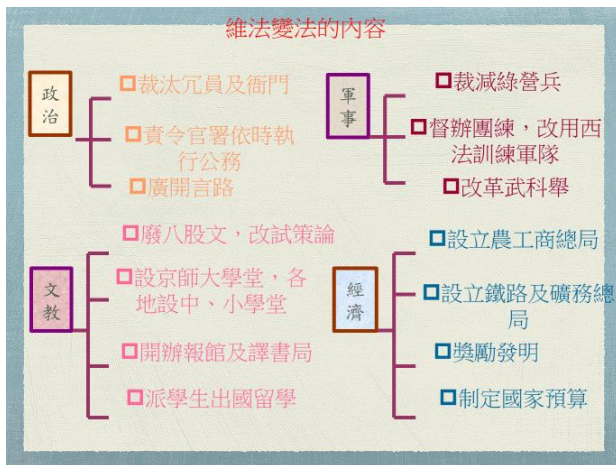 維法變法的內容
政
治
裁汰冗員及衙門
責令官署依時執
行公務
廣開言路
軍
事
裁減綠營兵
督辦團練，改用西
法訓練軍隊
改革武科舉
文
教
廢八股文，改試策論
設京師大學堂，各
地設中、小學堂
開辦報館及譯書局
派學生出國留學
經
濟
設立農工商總局
設立鐵路及礦務總
局
獎勵發明
制定國家預算